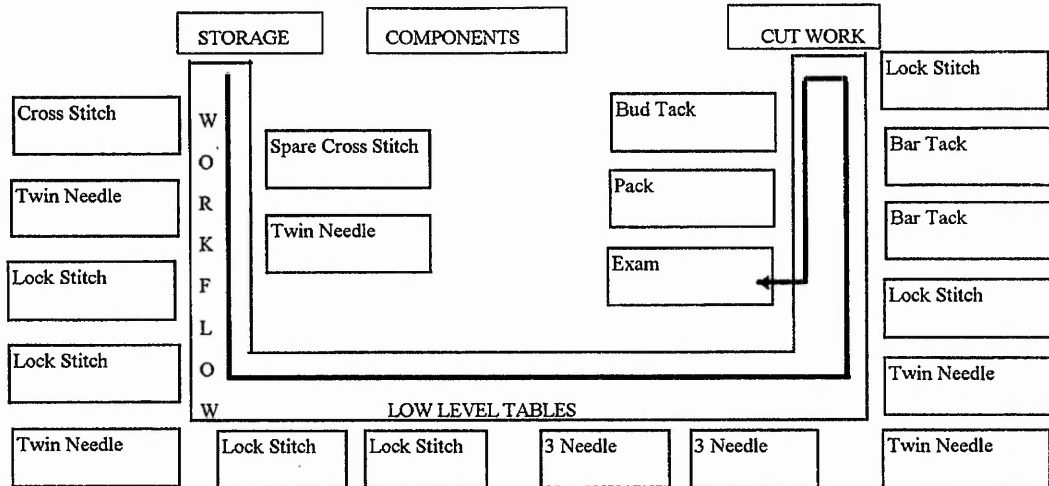 STORAGE
COMPONENTS
CUT WORK
Lock Stitch
Cross Stitch
Bud Tack
Spare Cross Stitch
Bar Tack
Twin Needle
Pack
Bar Tack
Twin Needle
Lock Stitch
Exam
Lock Stitch
Lock Stitch
Twin Needle
WORKFLOW
LOW LEVEL TABLES
Twin Needle
Lock Stitch
Lock Stitch
3 Needle
3 Needle
Twin Needle